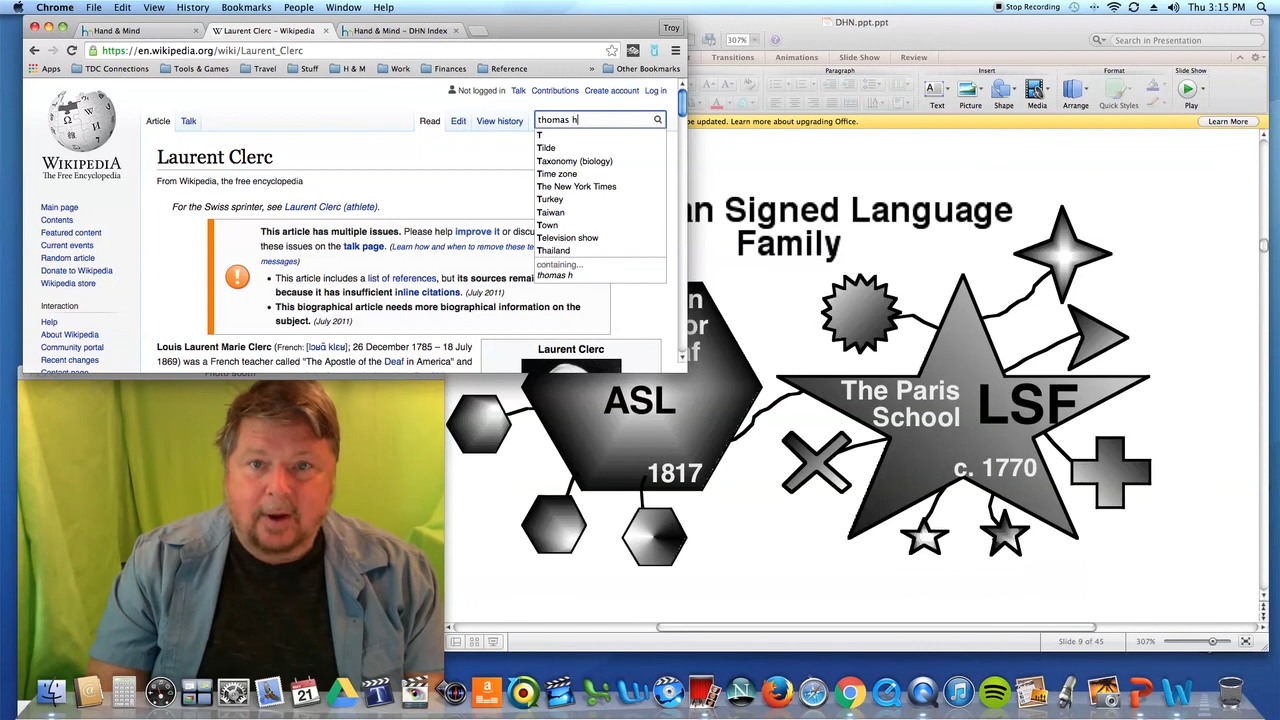 Chrome File Edit View History Bookmarks People Window Help
Stop Recording Thu 3:15 PM
Hand & Mind
Laurent Clerc - Wikipedia
Hand & Mind - DHN Index
Troy
https://en.wikipedia.org/wiki/Laurent_Clerc
Apps TDC Connections Tools & Games Travel Stuff H & M Work Finances Reference » Other Bookmarks
Not logged in Talk Contributions Create account Log in
Article Talk Read Edit View history
thomas h
T
Tilde
Taxonomy (biology)
Time zone
The New York Times
Turkey
Taiwan
Town
Television show
Thailand
containing...
thomas h
WIKIPEDIA
The Free Encyclopedia
Main page
Contents
Featured content
Current events
Random article
Donate to Wikipedia
Wikipedia store
Interaction
Help
About Wikipedia
Community portal
Recent changes
Contact page
Laurent Clerc
From Wikipedia, the free encyclopedia
For the Swiss sprinter, see Laurent Clerc (athlete).
This article has multiple issues. Please help improve it or discu
these issues on the talk page. (Learn how and when to remove these te
messages)
• This article includes a list of references, but its sources remai
because it has insufficient inline citations. (July 2011)
• This biographical article needs more biographical information on the
subject. (July 2011)
Louis Laurent Marie Clerc (French: 26 December 1785 – 18 July
1869) was a French teacher called "The Apostle of the Deaf in America" and
Laurent Clerc
DHN.ppt.ppt
307%
Search in Presentation
Transitions Animations Slide Show Review
Paragraph Insert Format Slide Show
Text Picture Shape Media Arrange Quick Styles Play
be updated. Learn more about upgrading Office.
Learn More
an Signed Language
Family
n
or
af
ASL
1817
The Paris
School
LSF
c. 1770
Slide 9 of 45 307%
21